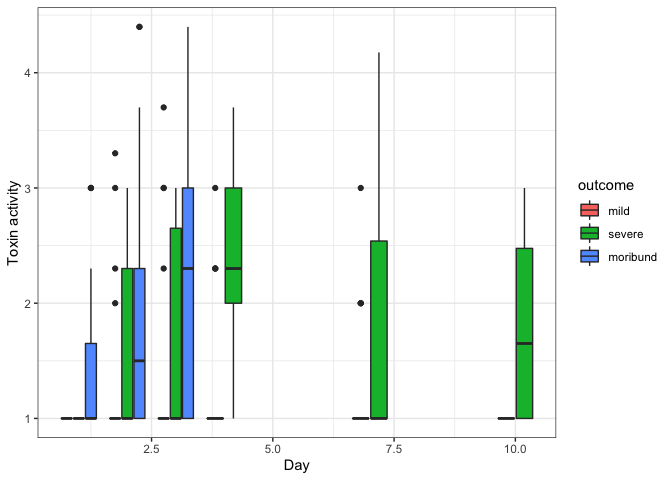 4
3
2
1
Toxin activity
2.5
5.0
7.5
10.0
Day
outcome
mild
severe
moribund